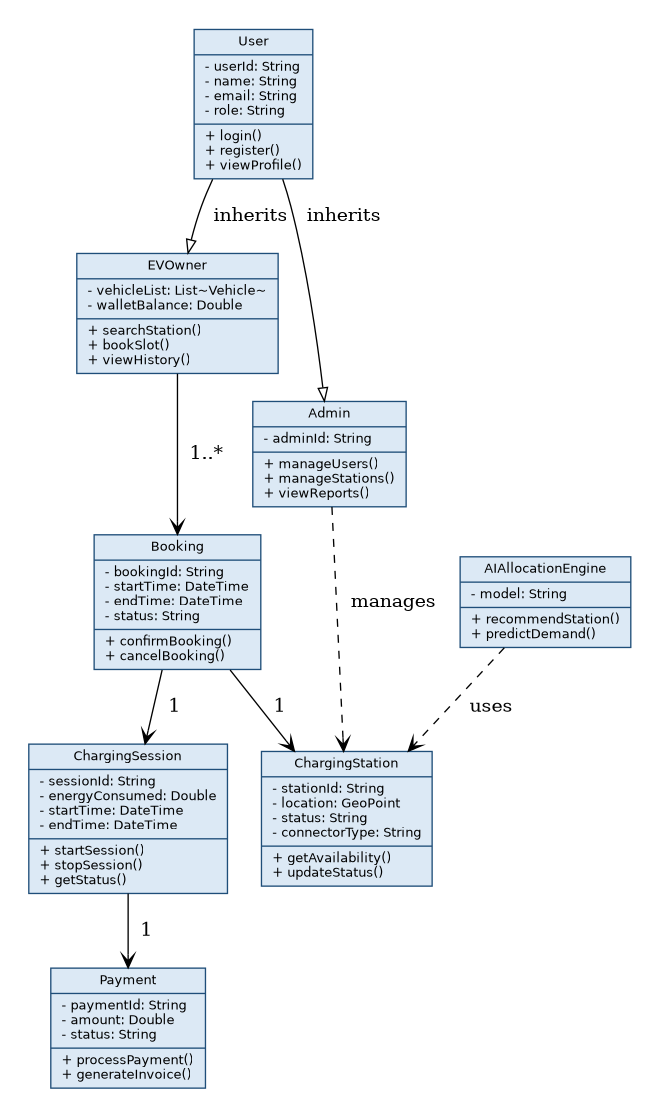 User
- userId: String
- name: String
- email: String
- role: String
+ login()
+ register()
+ viewProfile()
inherits
inherits
EVOwner
- vehicleList: List~Vehicle~
- walletBalance: Double
+ searchStation()
+ bookSlot()
+ viewHistory()
Admin
- adminId: String
+ manageUsers()
+ manageStations()
+ viewReports()
1..*
Booking
- bookingId: String
- startTime: DateTime
- endTime: DateTime
- status: String
+ confirmBooking()
+ cancelBooking()
AIAllocationEngine
- model: String
+ recommendStation()
+ predictDemand()
manages
1
1
uses
ChargingSession
- sessionId: String
- energyConsumed: Double
- startTime: DateTime
- endTime: DateTime
+ startSession()
+ stopSession()
+ getStatus()
ChargingStation
- stationId: String
- location: GeoPoint
- status: String
- connectorType: String
+ getAvailability()
+ updateStatus()
1
Payment
- paymentId: String
- amount: Double
- status: String
+ processPayment()
+ generateInvoice()